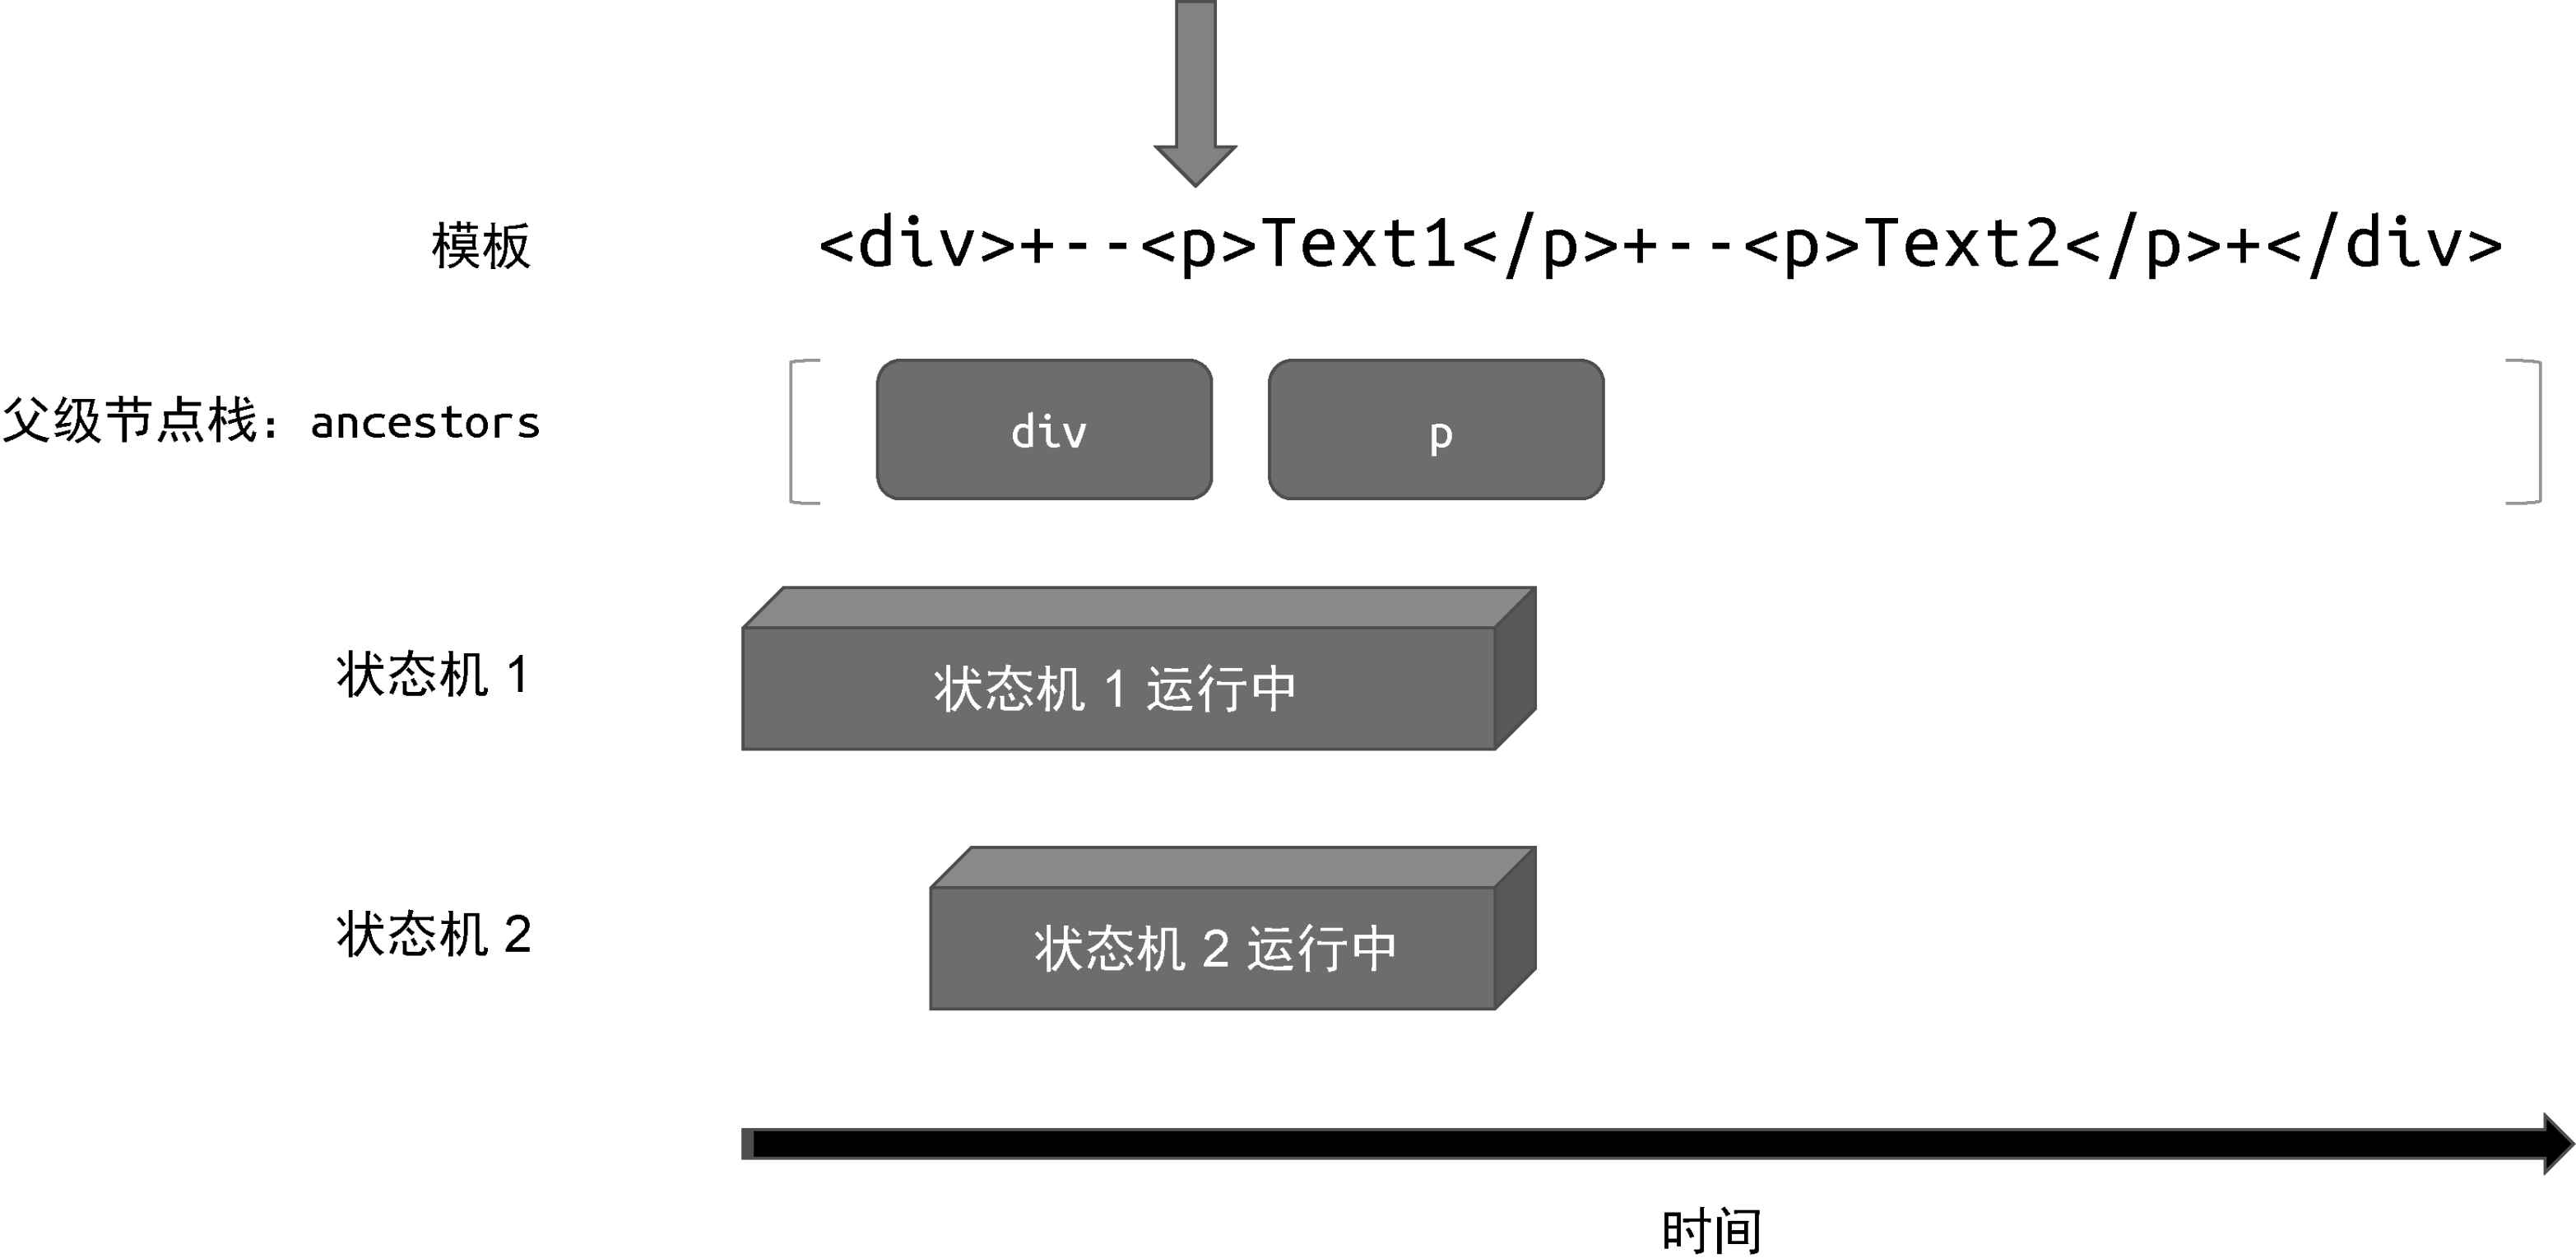 模板 <div>+--<p>Text1</p>+--<p>Text2</p>+</div>
父级节点栈：ancestors div p
状态机 1 状态机 1 运行中
状态机 2 状态机 2 运行中
时间